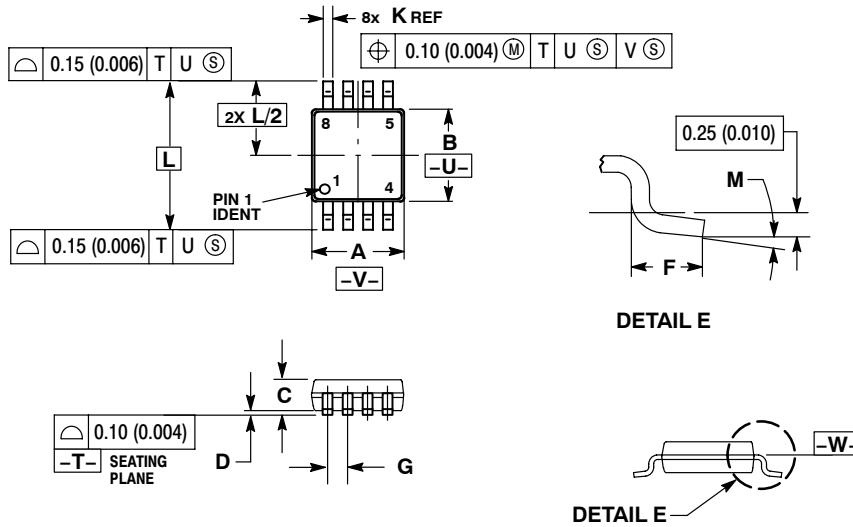 8x K REF
⌓ 0.15 (0.006) T U Ⓢ
⌖ 0.10 (0.004) Ⓜ T U Ⓢ V Ⓢ
2X L/2
8 5
B
–U–
L
PIN 1
IDENT
1
4
⌓ 0.15 (0.006) T U Ⓢ
A
–V–
0.25 (0.010)
M
F
DETAIL E
C
⌓ 0.10 (0.004)
–T– SEATING
PLANE
D
G
–W–
DETAIL E